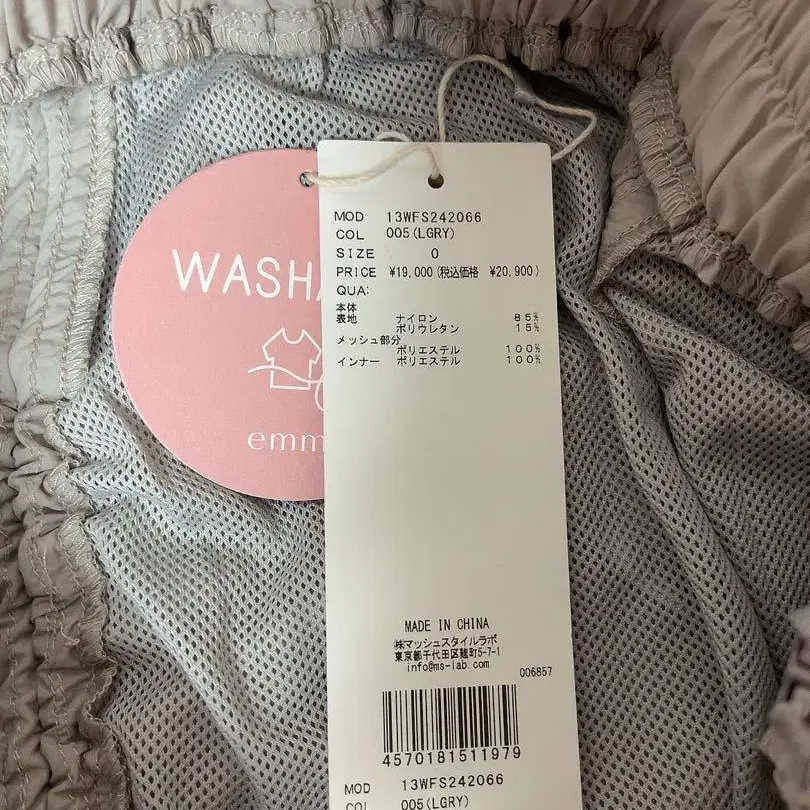 WASHA
emm
MOD 13WFS242066
COL 005(LGRY)
SIZE 0
PRICE ¥19,000(税込価格 ¥20,900)
QUA:
本体
表地 ナイロン 85%
ポリウレタン 15%
メッシュ部分
ポリエステル 100%
インナー ポリエステル 100%
MADE IN CHINA
㈱マッシュスタイルラボ
東京都千代田区麹町5-7-1
info@ms-lab.com
006857
4570181511979
MOD 13WFS242066
COL 005(LGRY)